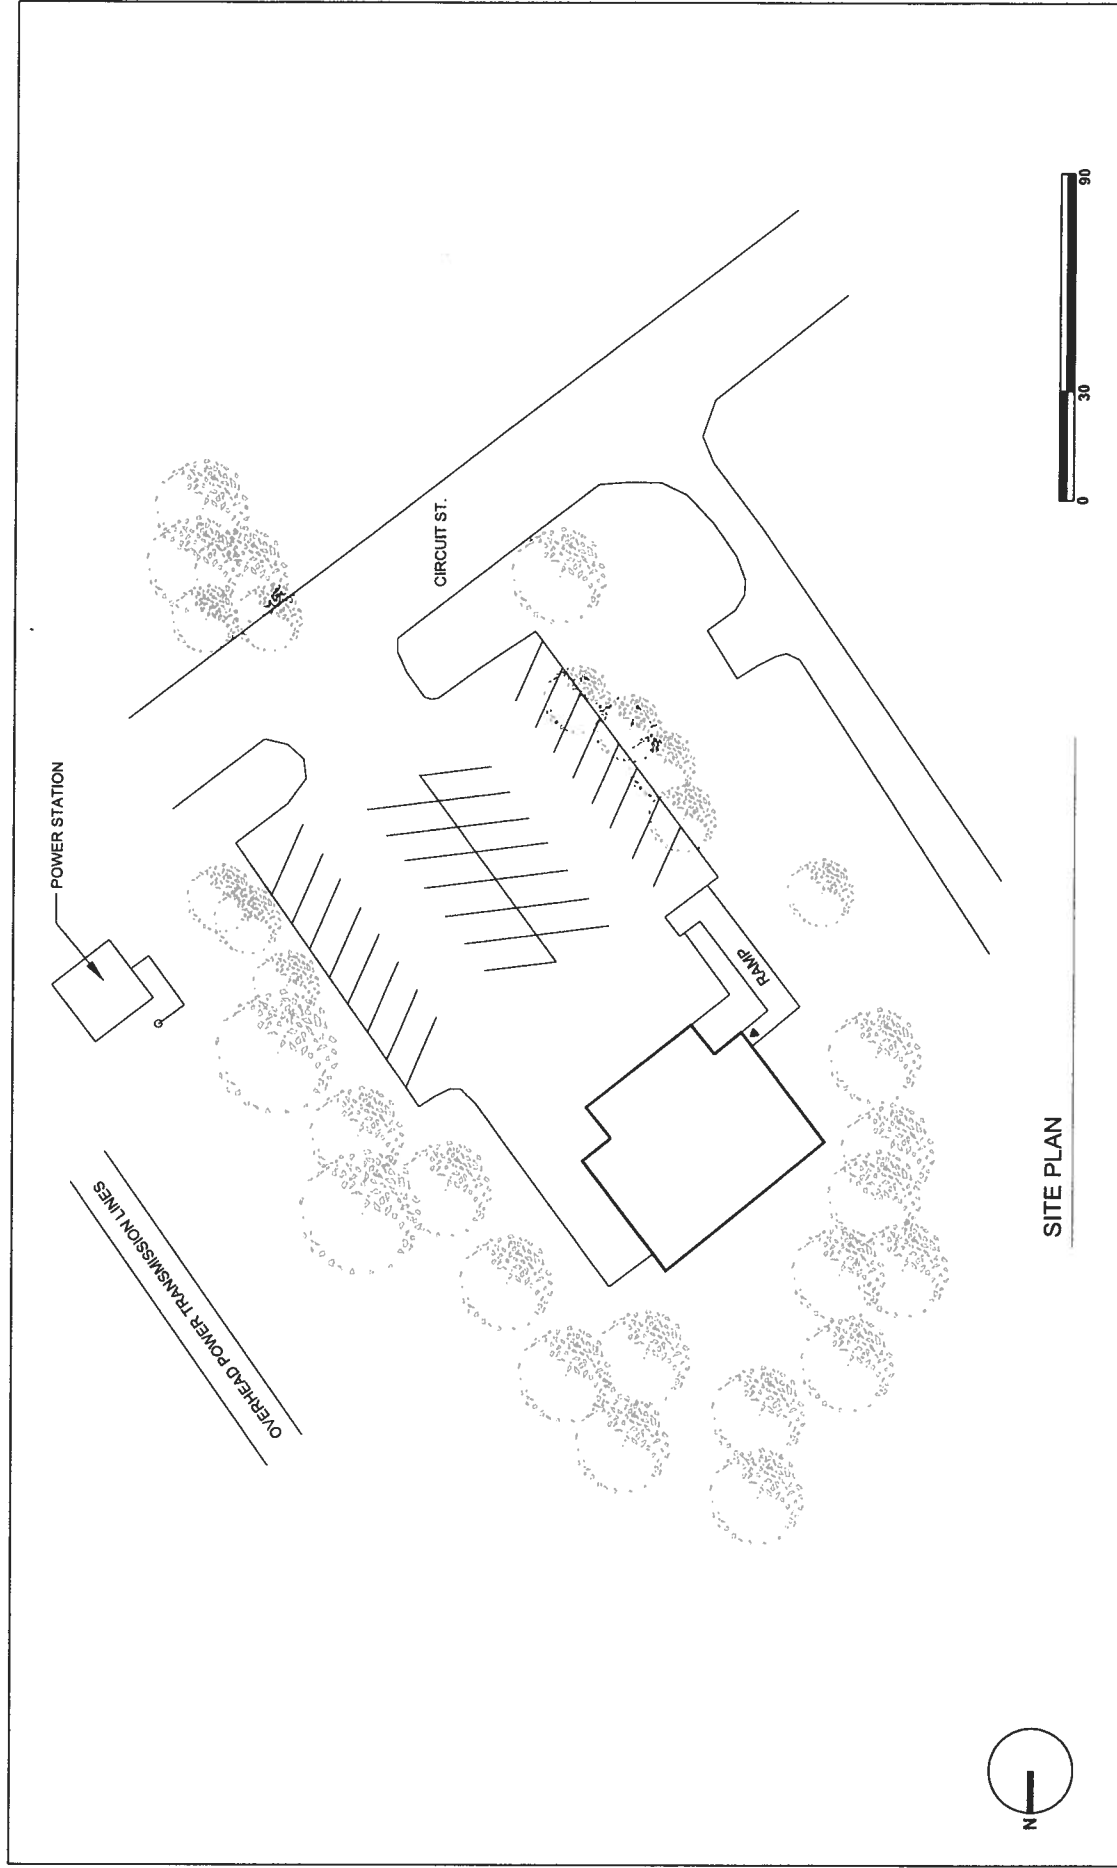 POWER STATION
OVERHEAD POWER TRANSMISSION LINES
CIRCUIT ST.
RAMP
N
SITE PLAN
0 30 90